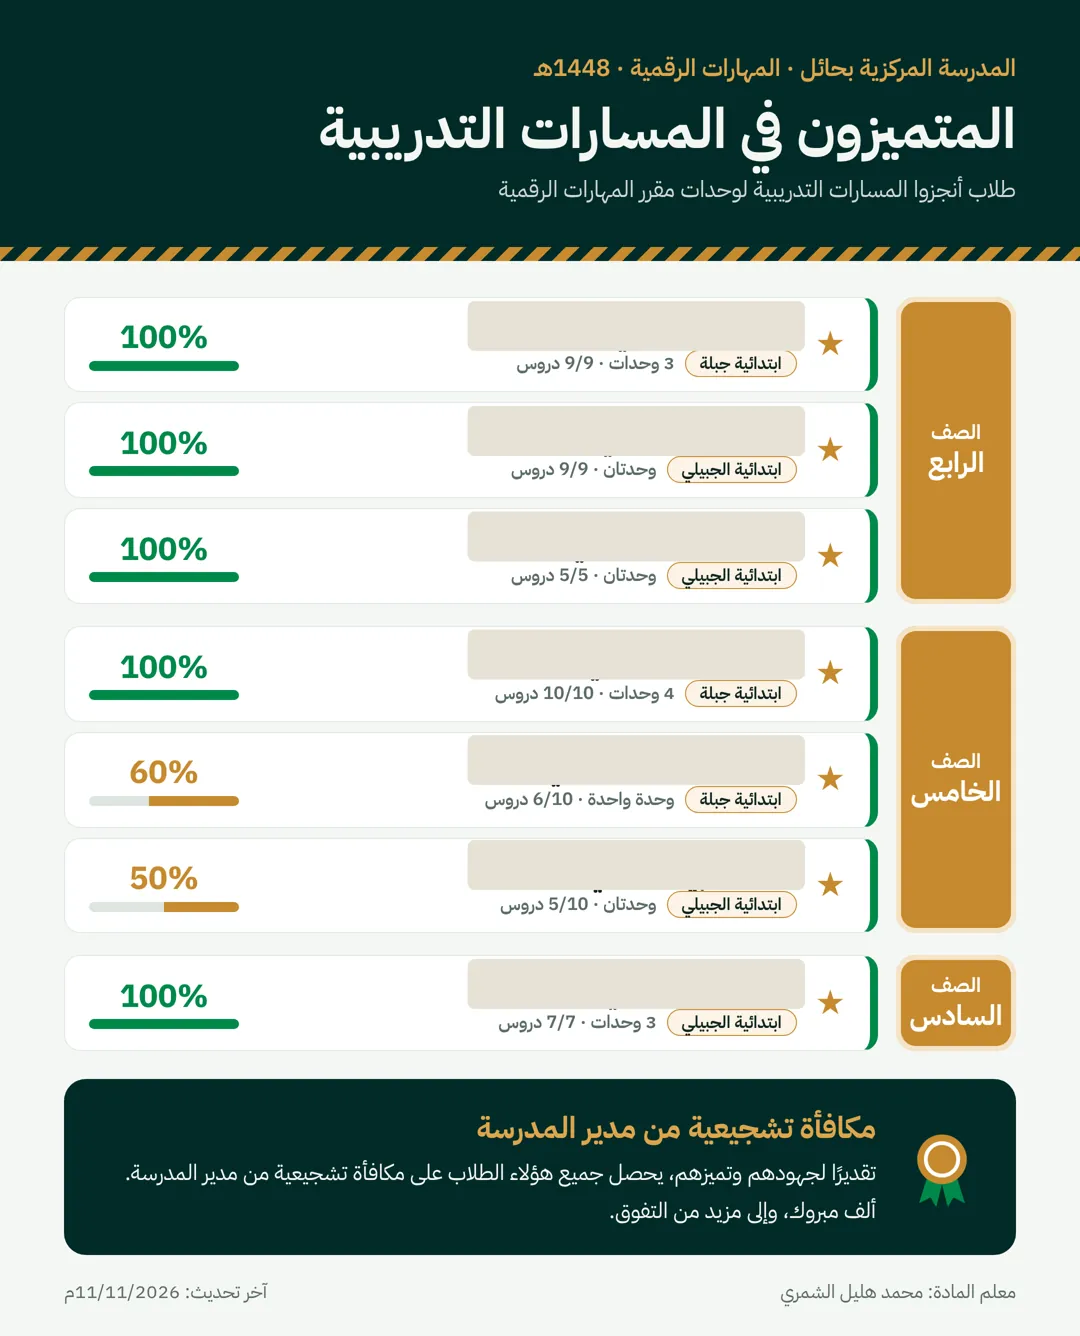 المدرسة المركزية بحائل · المهارات الرقمية · 1448هـ
المتميزون في المسارات التدريبية
طلاب أنجزوا المسارات التدريبية لوحدات مقرر المهارات الرقمية
الصف
الرابع
ابتدائية جبلة 3 وحدات · 9/9 دروس
100%
ابتدائية الجبيلي وحدتان · 9/9 دروس
100%
ابتدائية الجبيلي وحدتان · 5/5 دروس
100%
الصف
الخامس
ابتدائية جبلة 4 وحدات · 10/10 دروس
100%
ابتدائية جبلة وحدة واحدة · 6/10 دروس
60%
ابتدائية الجبيلي وحدتان · 5/10 دروس
50%
الصف
السادس
ابتدائية الجبيلي 3 وحدات · 7/7 دروس
100%
مكافأة تشجيعية من مدير المدرسة
تقديرًا لجهودهم وتميزهم، يحصل جميع هؤلاء الطلاب على مكافأة تشجيعية من مدير المدرسة.
ألف مبروك، وإلى مزيد من التفوق.
معلم المادة: محمد هليل الشمري
آخر تحديث: 11/11/2026م